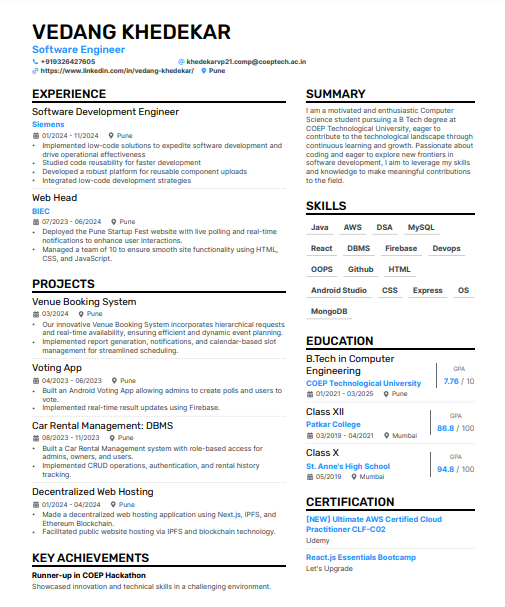 VEDANG KHEDEKAR
Software Engineer
+919326427605
khedekarvp21.comp@coeptech.ac.in
https://www.linkedin.com/in/vedang-khedekar/
Pune
EXPERIENCE
Software Development Engineer
Siemens
01/2024 - 11/2024 Pune
• Implemented low-code solutions to expedite software development and
drive operational effectiveness
• Studied code reusability for faster development
• Developed a robust platform for reusable component uploads
• Integrated low-code development strategies
Web Head
BIEC
07/2023 - 06/2024 Pune
• Deployed the Pune Startup Fest website with live polling and real-time
notifications to enhance user interactions.
• Managed a team of 10 to ensure smooth site functionality using HTML,
CSS, and JavaScript.
PROJECTS
Venue Booking System
03/2024 Pune
• Our innovative Venue Booking System incorporates hierarchical requests
and real-time availability, ensuring efficient and dynamic event planning.
• Implemented report generation, notifications, and calendar-based slot
management for streamlined scheduling.
Voting App
04/2023 - 06/2023 Pune
• Built an Android Voting App allowing admins to create polls and users to
vote.
• Implemented real-time result updates using Firebase.
Car Rental Management: DBMS
08/2023 - 11/2023 Pune
• Built a Car Rental Management system with role-based access for
admins, owners, and users.
• Implemented CRUD operations, authentication, and rental history
tracking.
Decentralized Web Hosting
01/2024 - 04/2024 Pune
• Made a decentralized web hosting application using Next.js, IPFS, and
Ethereum Blockchain.
• Facilitated public website hosting via IPFS and blockchain technology.
KEY ACHIEVEMENTS
Runner-up in COEP Hackathon
Showcased innovation and technical skills in a challenging environment.
SUMMARY
I am a motivated and enthusiastic Computer
Science student pursuing a B Tech degree at
COEP Technological University, eager to
contribute to the technological landscape through
continuous learning and growth. Passionate about
coding and eager to explore new frontiers in
software development, I aim to leverage my skills
and knowledge to make meaningful contributions
to the field.
SKILLS
Java AWS DSA MySQL
React DBMS Firebase Devops
OOPS Github HTML
Android Studio CSS Express OS
MongoDB
EDUCATION
B.Tech in Computer
Engineering
COEP Technological University
01/2021 - 03/2025 Pune
GPA
7.76 / 10
Class XII
Patkar College
03/2019 - 04/2021 Mumbai
GPA
86.8 / 100
Class X
St. Anne's High School
05/2019 Mumbai
GPA
94.8 / 100
CERTIFICATION
[NEW] Ultimate AWS Certified Cloud
Practitioner CLF-C02
Udemy
React.js Essentials Bootcamp
Let's Upgrade